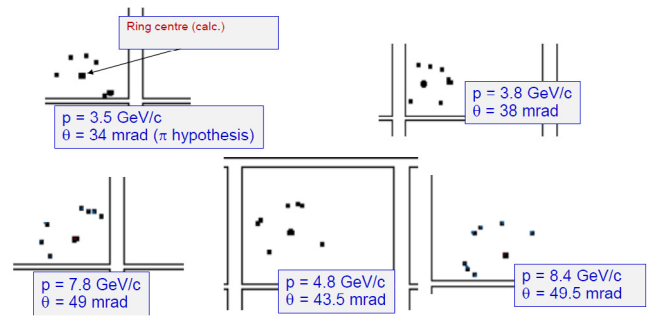 Ring centre (calc.)
p = 3.5 GeV/c
θ = 34 mrad (π hypothesis)
p = 3.8 GeV/c
θ = 38 mrad
p = 7.8 GeV/c
θ = 49 mrad
p = 4.8 GeV/c
θ = 43.5 mrad
p = 8.4 GeV/c
θ = 49.5 mrad